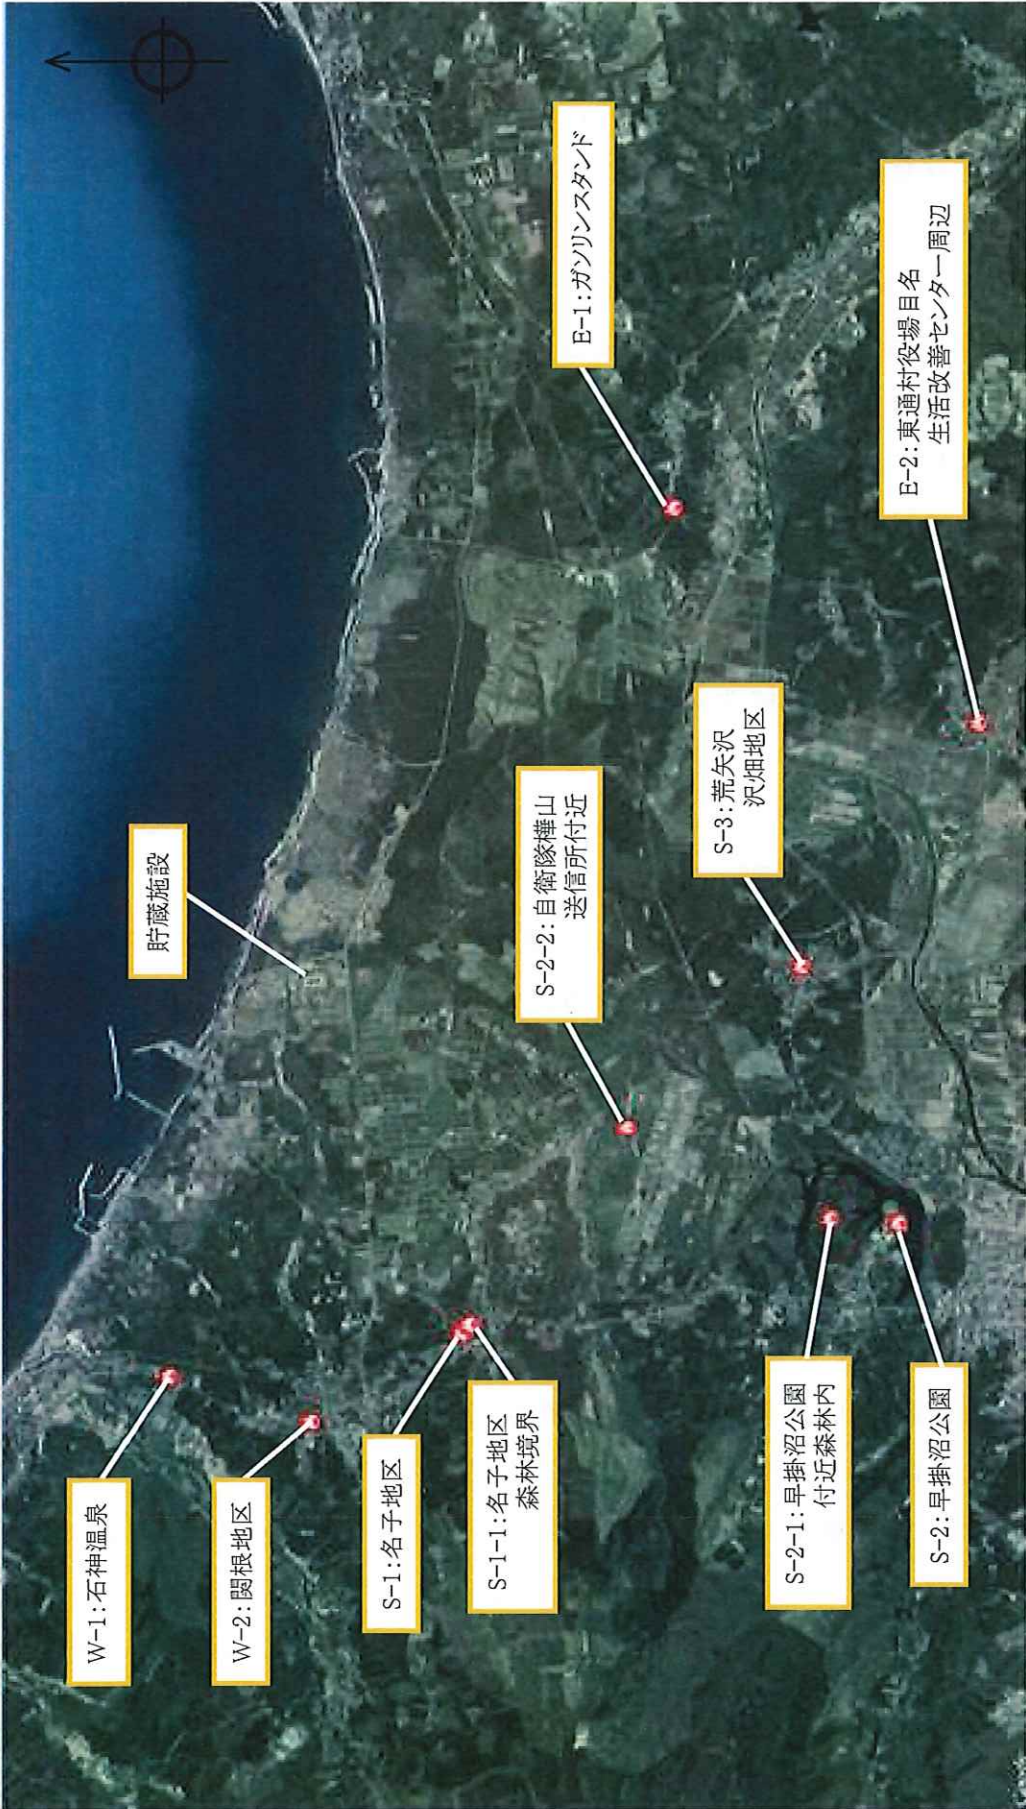 貯蔵施設
W-1:石神温泉
W-2:関根地区
S-1:名子地区
S-1-1:名子地区
森林境界
S-2-2:自衛隊樺山
送信所付近
E-1:ガソリンスタンド
S-3:荒矢沢
沢畑地区
S-2-1:早掛沼公園
付近森林内
S-2:早掛沼公園
E-2:東通村役場目名
生活改善センター周辺